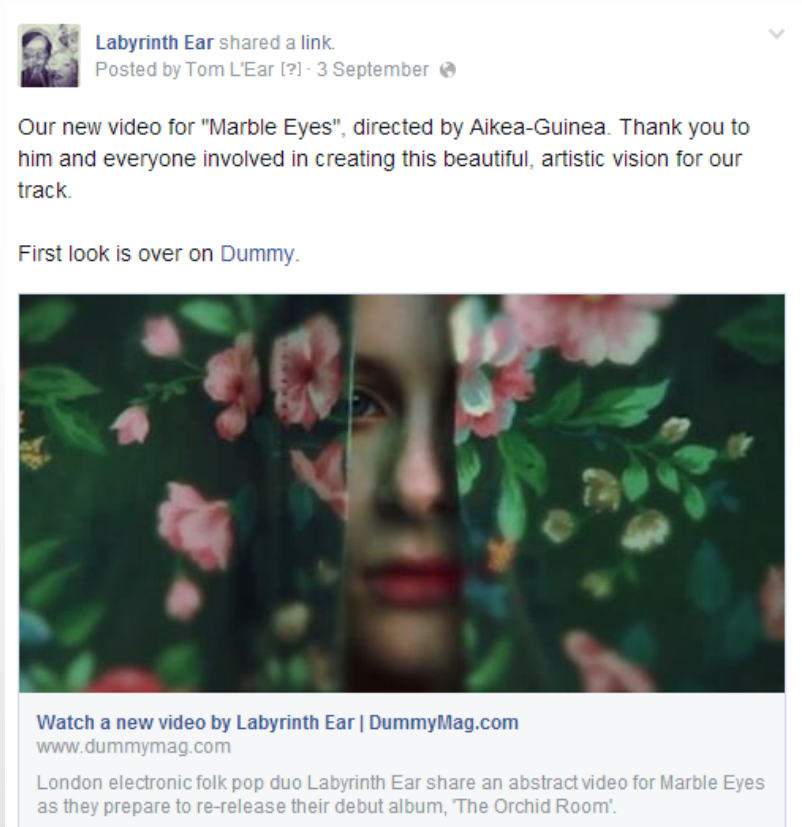 Labyrinth Ear shared a link.
Posted by Tom L'Ear [?] · 3 September
Our new video for "Marble Eyes", directed by Aikea-Guinea. Thank you to
him and everyone involved in creating this beautiful, artistic vision for our
track.
First look is over on Dummy.
Watch a new video by Labyrinth Ear | DummyMag.com
www.dummymag.com
London electronic folk pop duo Labyrinth Ear share an abstract video for Marble Eyes
as they prepare to re-release their debut album, 'The Orchid Room'.